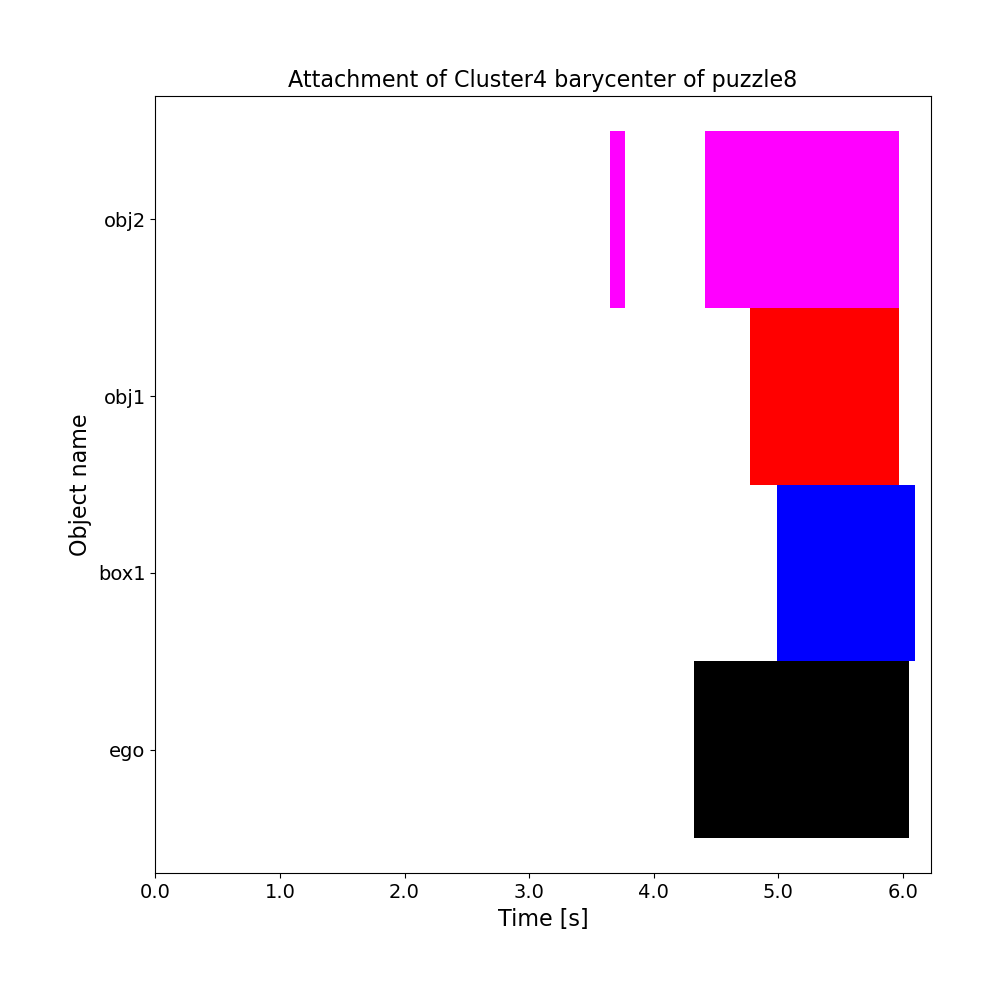 Attachment of Cluster4 barycenter of puzzle8
obj2
obj1
box1
ego
Object name
0.0 1.0 2.0 3.0 4.0 5.0 6.0
Time [s]